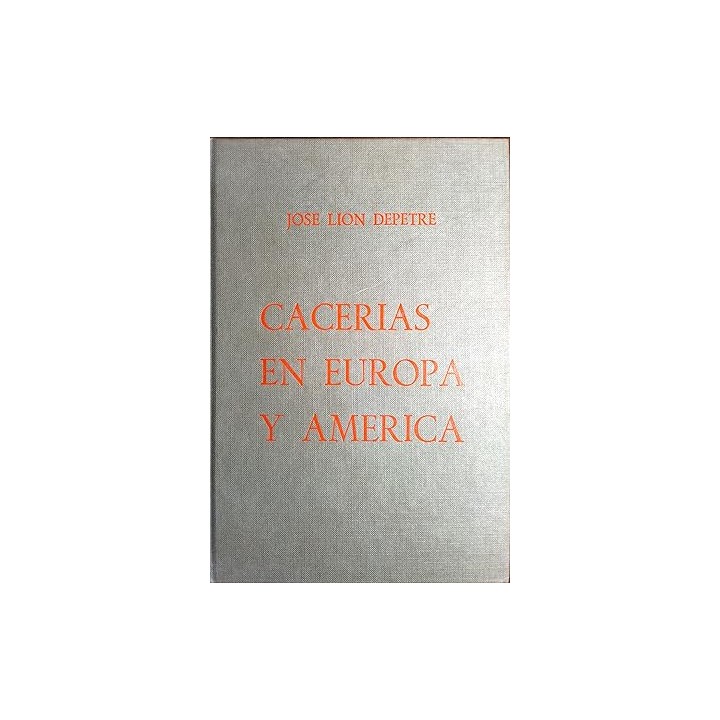 JOSE LION DEPETRE
CACERIAS
EN EUROPA
Y AMERICA